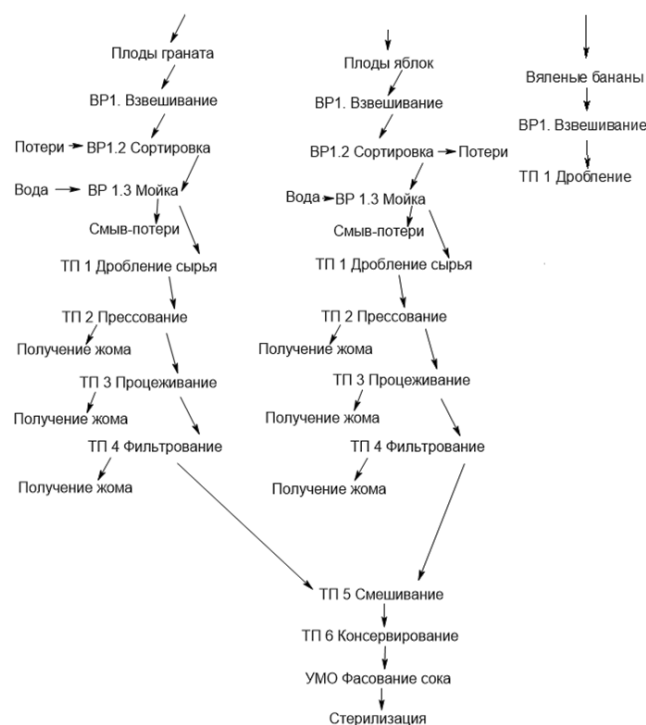 Плоды граната
ВР1. Взвешивание
Потери
ВР1.2 Сортировка
Вода
ВР 1.3 Мойка
Смыв-потери
ТП 1 Дробление сырья
ТП 2 Прессование
Получение жома
ТП 3 Процеживание
Получение жома
ТП 4 Фильтрование
Получение жома
Плоды яблок
ВР1. Взвешивание
ВР1.2 Сортировка
Потери
Вода
ВР 1.3 Мойка
Смыв-потери
ТП 1 Дробление сырья
ТП 2 Прессование
Получение жома
ТП 3 Процеживание
Получение жома
ТП 4 Фильтрование
Получение жома
Вяленые бананы
ВР1. Взвешивание
ТП 1 Дробление
ТП 5 Смешивание
ТП 6 Консервирование
УМО Фасование сока
Стерилизация